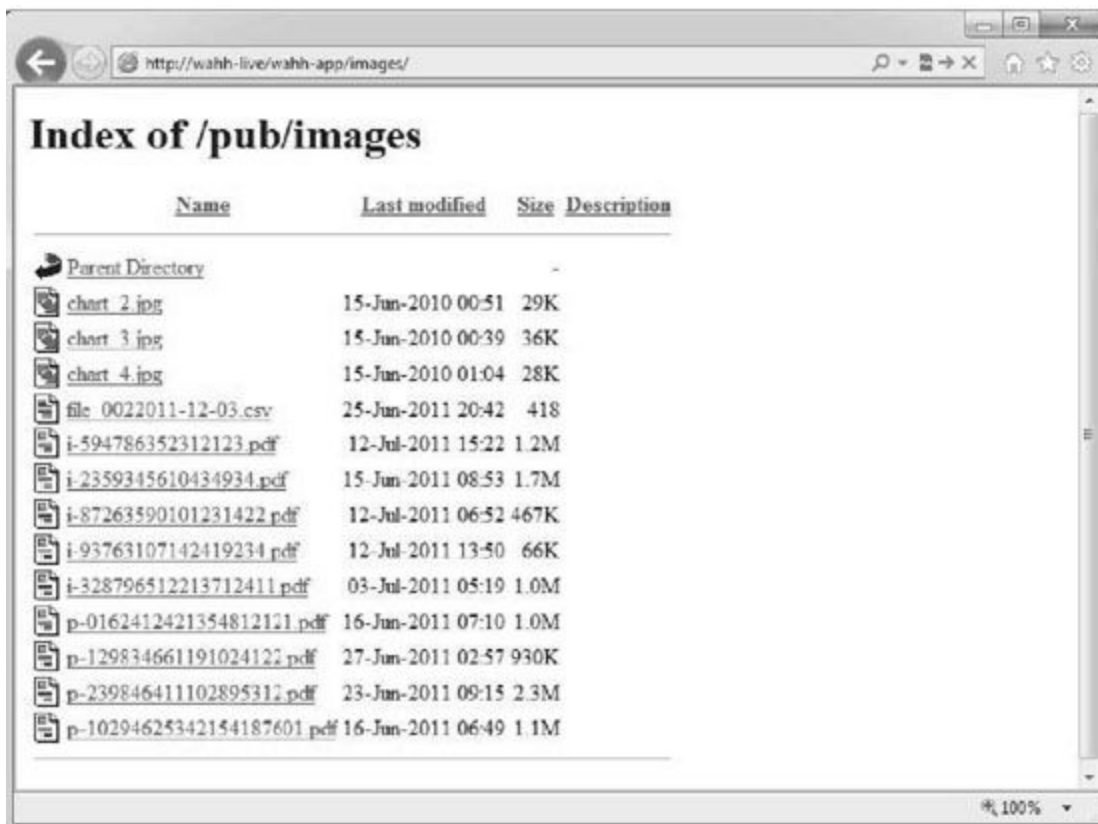 http://wahh-live/wahh-app/images/
Index of /pub/images
Name Last modified Size Description
Parent Directory -
chart_2.jpg 15-Jun-2010 00:51 29K
chart_3.jpg 15-Jun-2010 00:39 36K
chart_4.jpg 15-Jun-2010 01:04 28K
file_0022011-12-03.csv 25-Jun-2011 20:42 418
i-594786352312123.pdf 12-Jul-2011 15:22 1.2M
i-2359345610434934.pdf 15-Jun-2011 08:53 1.7M
i-87263590101231422.pdf 12-Jul-2011 06:52 467K
i-93763107142419234.pdf 12-Jul-2011 13:50 66K
i-328796512213712411.pdf 03-Jul-2011 05:19 1.0M
p-0162412421354812121.pdf 16-Jun-2011 07:10 1.0M
p-129834661191024122.pdf 27-Jun-2011 02:57 930K
p-239846411102895312.pdf 23-Jun-2011 09:15 2.3M
p-10294625342154187601.pdf 16-Jun-2011 06:49 1.1M
100%